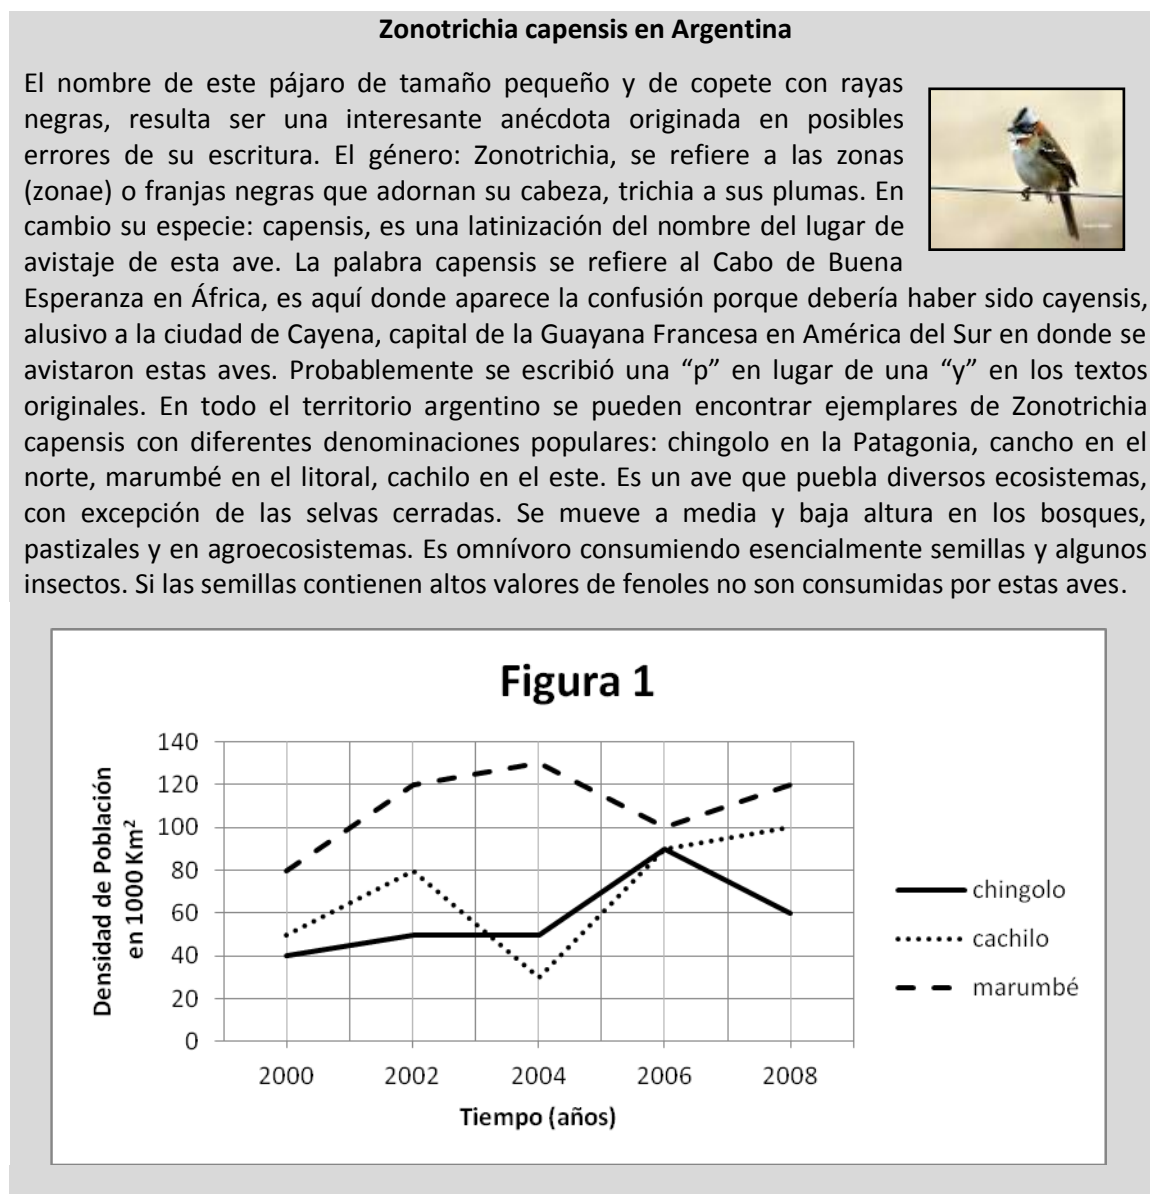 Zonotrichia capensis en Argentina
El nombre de este pájaro de tamaño pequeño y de copete con rayas
negras, resulta ser una interesante anécdota originada en posibles
errores de su escritura. El género: Zonotrichia, se refiere a las zonas
(zonae) o franjas negras que adornan su cabeza, trichia a sus plumas. En
cambio su especie: capensis, es una latinización del nombre del lugar de
avistaje de esta ave. La palabra capensis se refiere al Cabo de Buena
Esperanza en África, es aquí donde aparece la confusión porque debería haber sido cayensis,
alusivo a la ciudad de Cayena, capital de la Guayana Francesa en América del Sur en donde se
avistaron estas aves. Probablemente se escribió una “p” en lugar de una “y” en los textos
originales. En todo el territorio argentino se pueden encontrar ejemplares de Zonotrichia
capensis con diferentes denominaciones populares: chingolo en la Patagonia, cancho en el
norte, marumbé en el litoral, cachilo en el este. Es un ave que puebla diversos ecosistemas,
con excepción de las selvas cerradas. Se mueve a media y baja altura en los bosques,
pastizales y en agroecosistemas. Es omnívoro consumiendo esencialmente semillas y algunos
insectos. Si las semillas contienen altos valores de fenoles no son consumidas por estas aves.
Figura 1
Densidad de Población
en 1000 Km²
140
120
100
80
60
40
20
0
2000 2002 2004 2006 2008
Tiempo (años)
chingolo
cachilo
marumbé